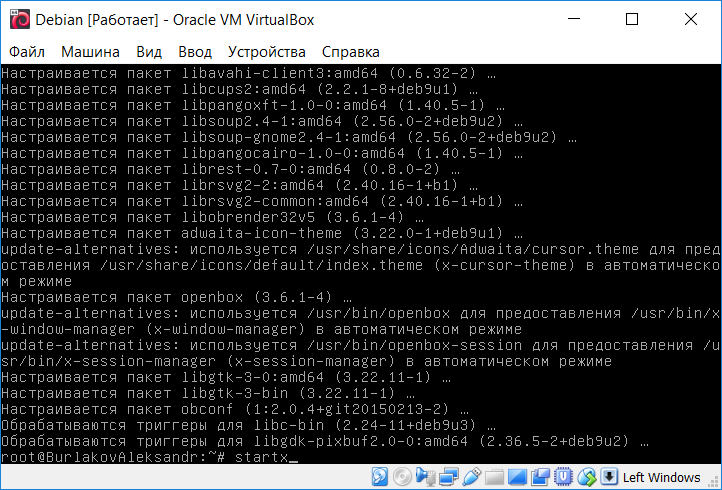 Debian [Работает] - Oracle VM VirtualBox
Файл Машина Вид Ввод Устройства Справка
Настраивается пакет libavahi-client3:amd64 (0.6.32-2) …
Настраивается пакет libcups2:amd64 (2.2.1-8+deb9u1) …
Настраивается пакет libpangoxft-1.0-0:amd64 (1.40.5-1) …
Настраивается пакет libsoup2.4-1:amd64 (2.56.0-2+deb9u2) …
Настраивается пакет libsoup-gnome2.4-1:amd64 (2.56.0-2+deb9u2) …
Настраивается пакет libpangocairo-1.0-0:amd64 (1.40.5-1) …
Настраивается пакет librest-0.7-0:amd64 (0.8.0-2) …
Настраивается пакет librsvg2-2:amd64 (2.40.16-1+b1) …
Настраивается пакет librsvg2-common:amd64 (2.40.16-1+b1) …
Настраивается пакет libobrender32v5 (3.6.1-4) …
Настраивается пакет adwaita-icon-theme (3.22.0-1+deb9u1) …
update-alternatives: используется /usr/share/icons/Adwaita/cursor.theme для пред
оставления /usr/share/icons/default/index.theme (x-cursor-theme) в автоматическо
м режиме
Настраивается пакет openbox (3.6.1-4) …
update-alternatives: используется /usr/bin/openbox для предоставления /usr/bin/x
-window-manager (x-window-manager) в автоматическом режиме
update-alternatives: используется /usr/bin/openbox-session для предоставления /u
sr/bin/x-session-manager (x-session-manager) в автоматическом режиме
Настраивается пакет libgtk-3-0:amd64 (3.22.11-1) …
Настраивается пакет libgtk-3-bin (3.22.11-1) …
Настраивается пакет obconf (1:2.0.4+git20150213-2) …
Обрабатываются триггеры для libc-bin (2.24-11+deb9u3) …
Обрабатываются триггеры для libgdk-pixbuf2.0-0:amd64 (2.36.5-2+deb9u2) …
root@BurlakovAleksandr:~# startx_
Left Windows